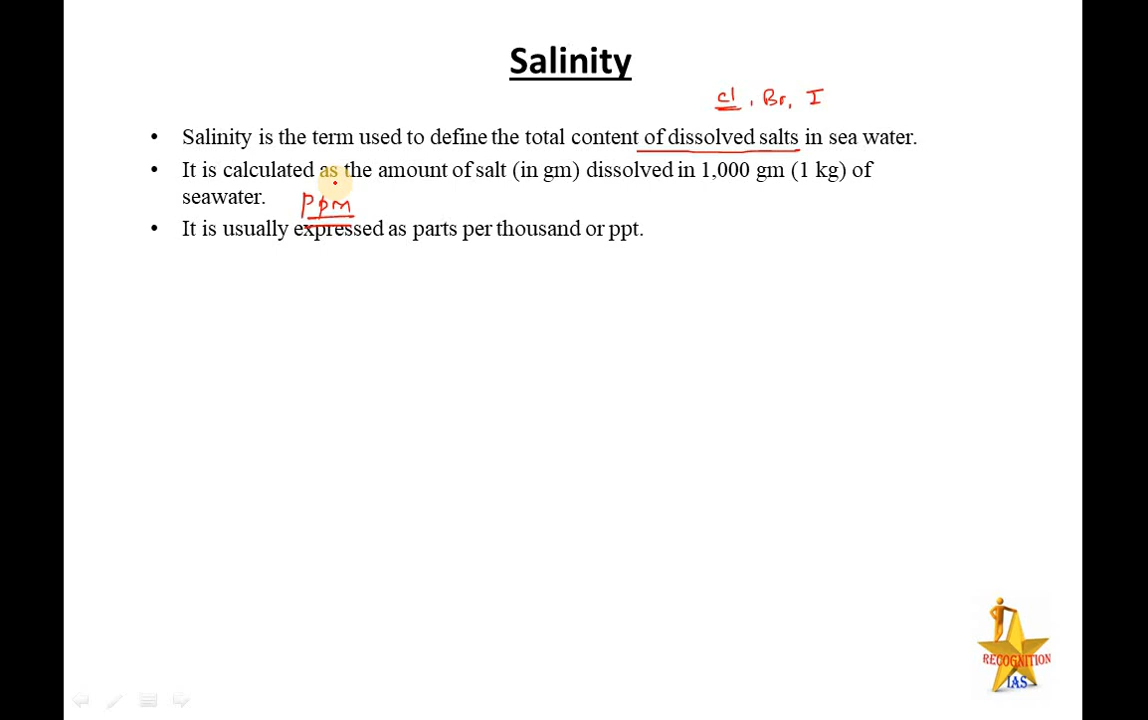 Salinity
Cl, Br, I
• Salinity is the term used to define the total content of dissolved salts in sea water.
• It is calculated as the amount of salt (in gm) dissolved in 1,000 gm (1 kg) of
seawater.
PPm
• It is usually expressed as parts per thousand or ppt.
RECOGNITION
IAS